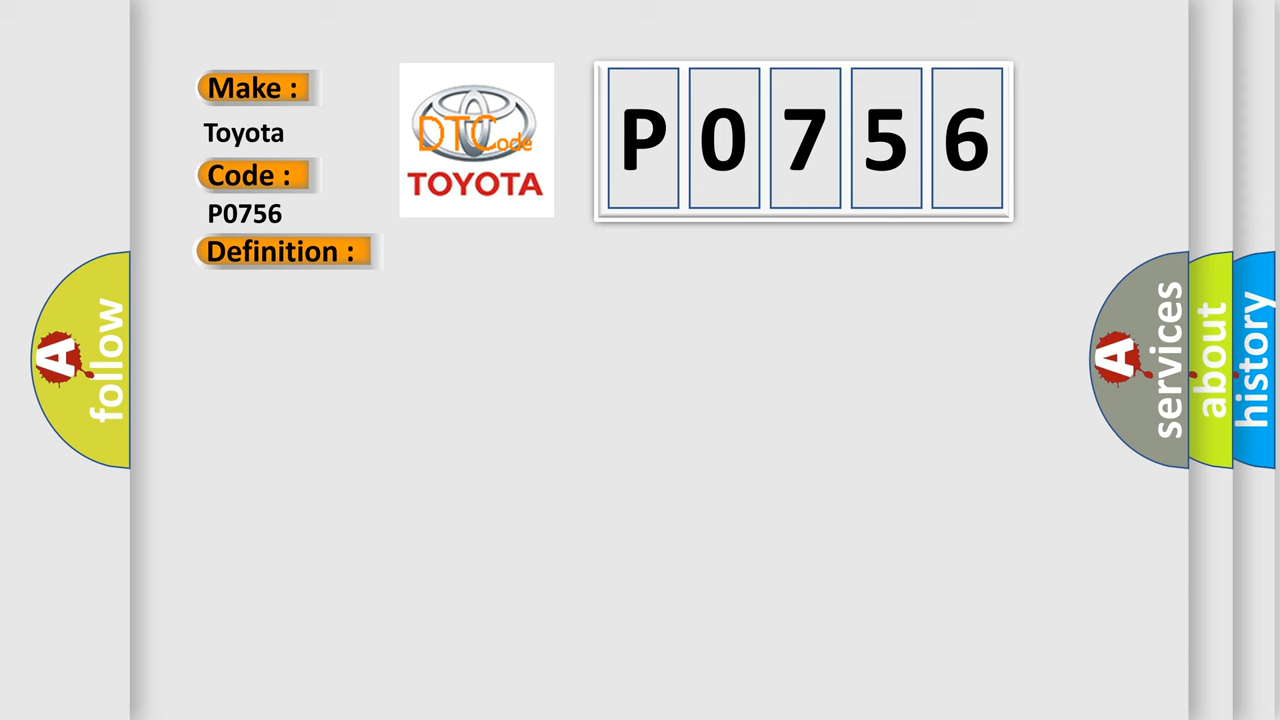 Make :
Toyota
Code :
P0756
Definition :
DTCode
TOYOTA
P 0 7 5 6
A follow
A services
about
history